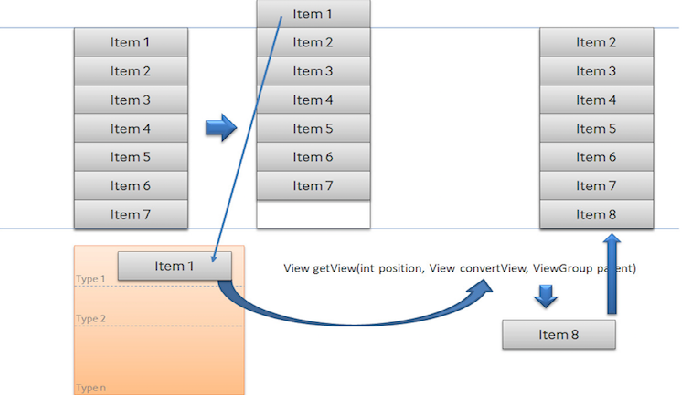 Item 1
Item 2
Item 3
Item 4
Item 5
Item 6
Item 7
Item 1
Item 2
Item 3
Item 4
Item 5
Item 6
Item 7
Item 2
Item 3
Item 4
Item 5
Item 6
Item 7
Item 8
Item 1
Type 1
Type 2
Type n
View getView(int position, View convertView, ViewGroup parent)
Item 8